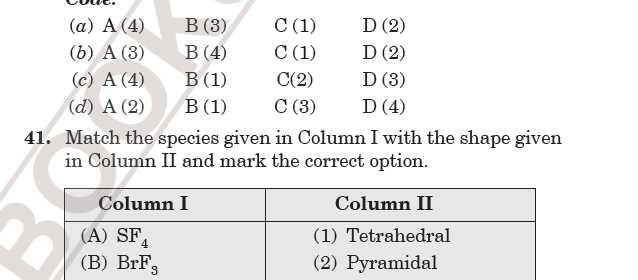 Code:
(a) A (4) B (3) C (1) D (2)
(b) A (3) B (4) C (1) D (2)
(c) A (4) B (1) C(2) D (3)
(d) A (2) B (1) C (3) D (4)
41. Match the species given in Column I with the shape given
in Column II and mark the correct option.
Column I Column II
(A) SF₄ (1) Tetrahedral
(B) BrF₃ (2) Pyramidal